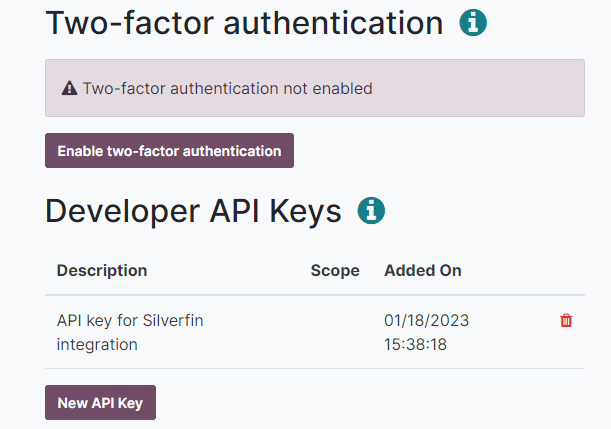 Two-factor authentication
Two-factor authentication not enabled
Enable two-factor authentication
Developer API Keys
Description Scope Added On
API key for Silverfin 01/18/2023
integration 15:38:18
New API Key